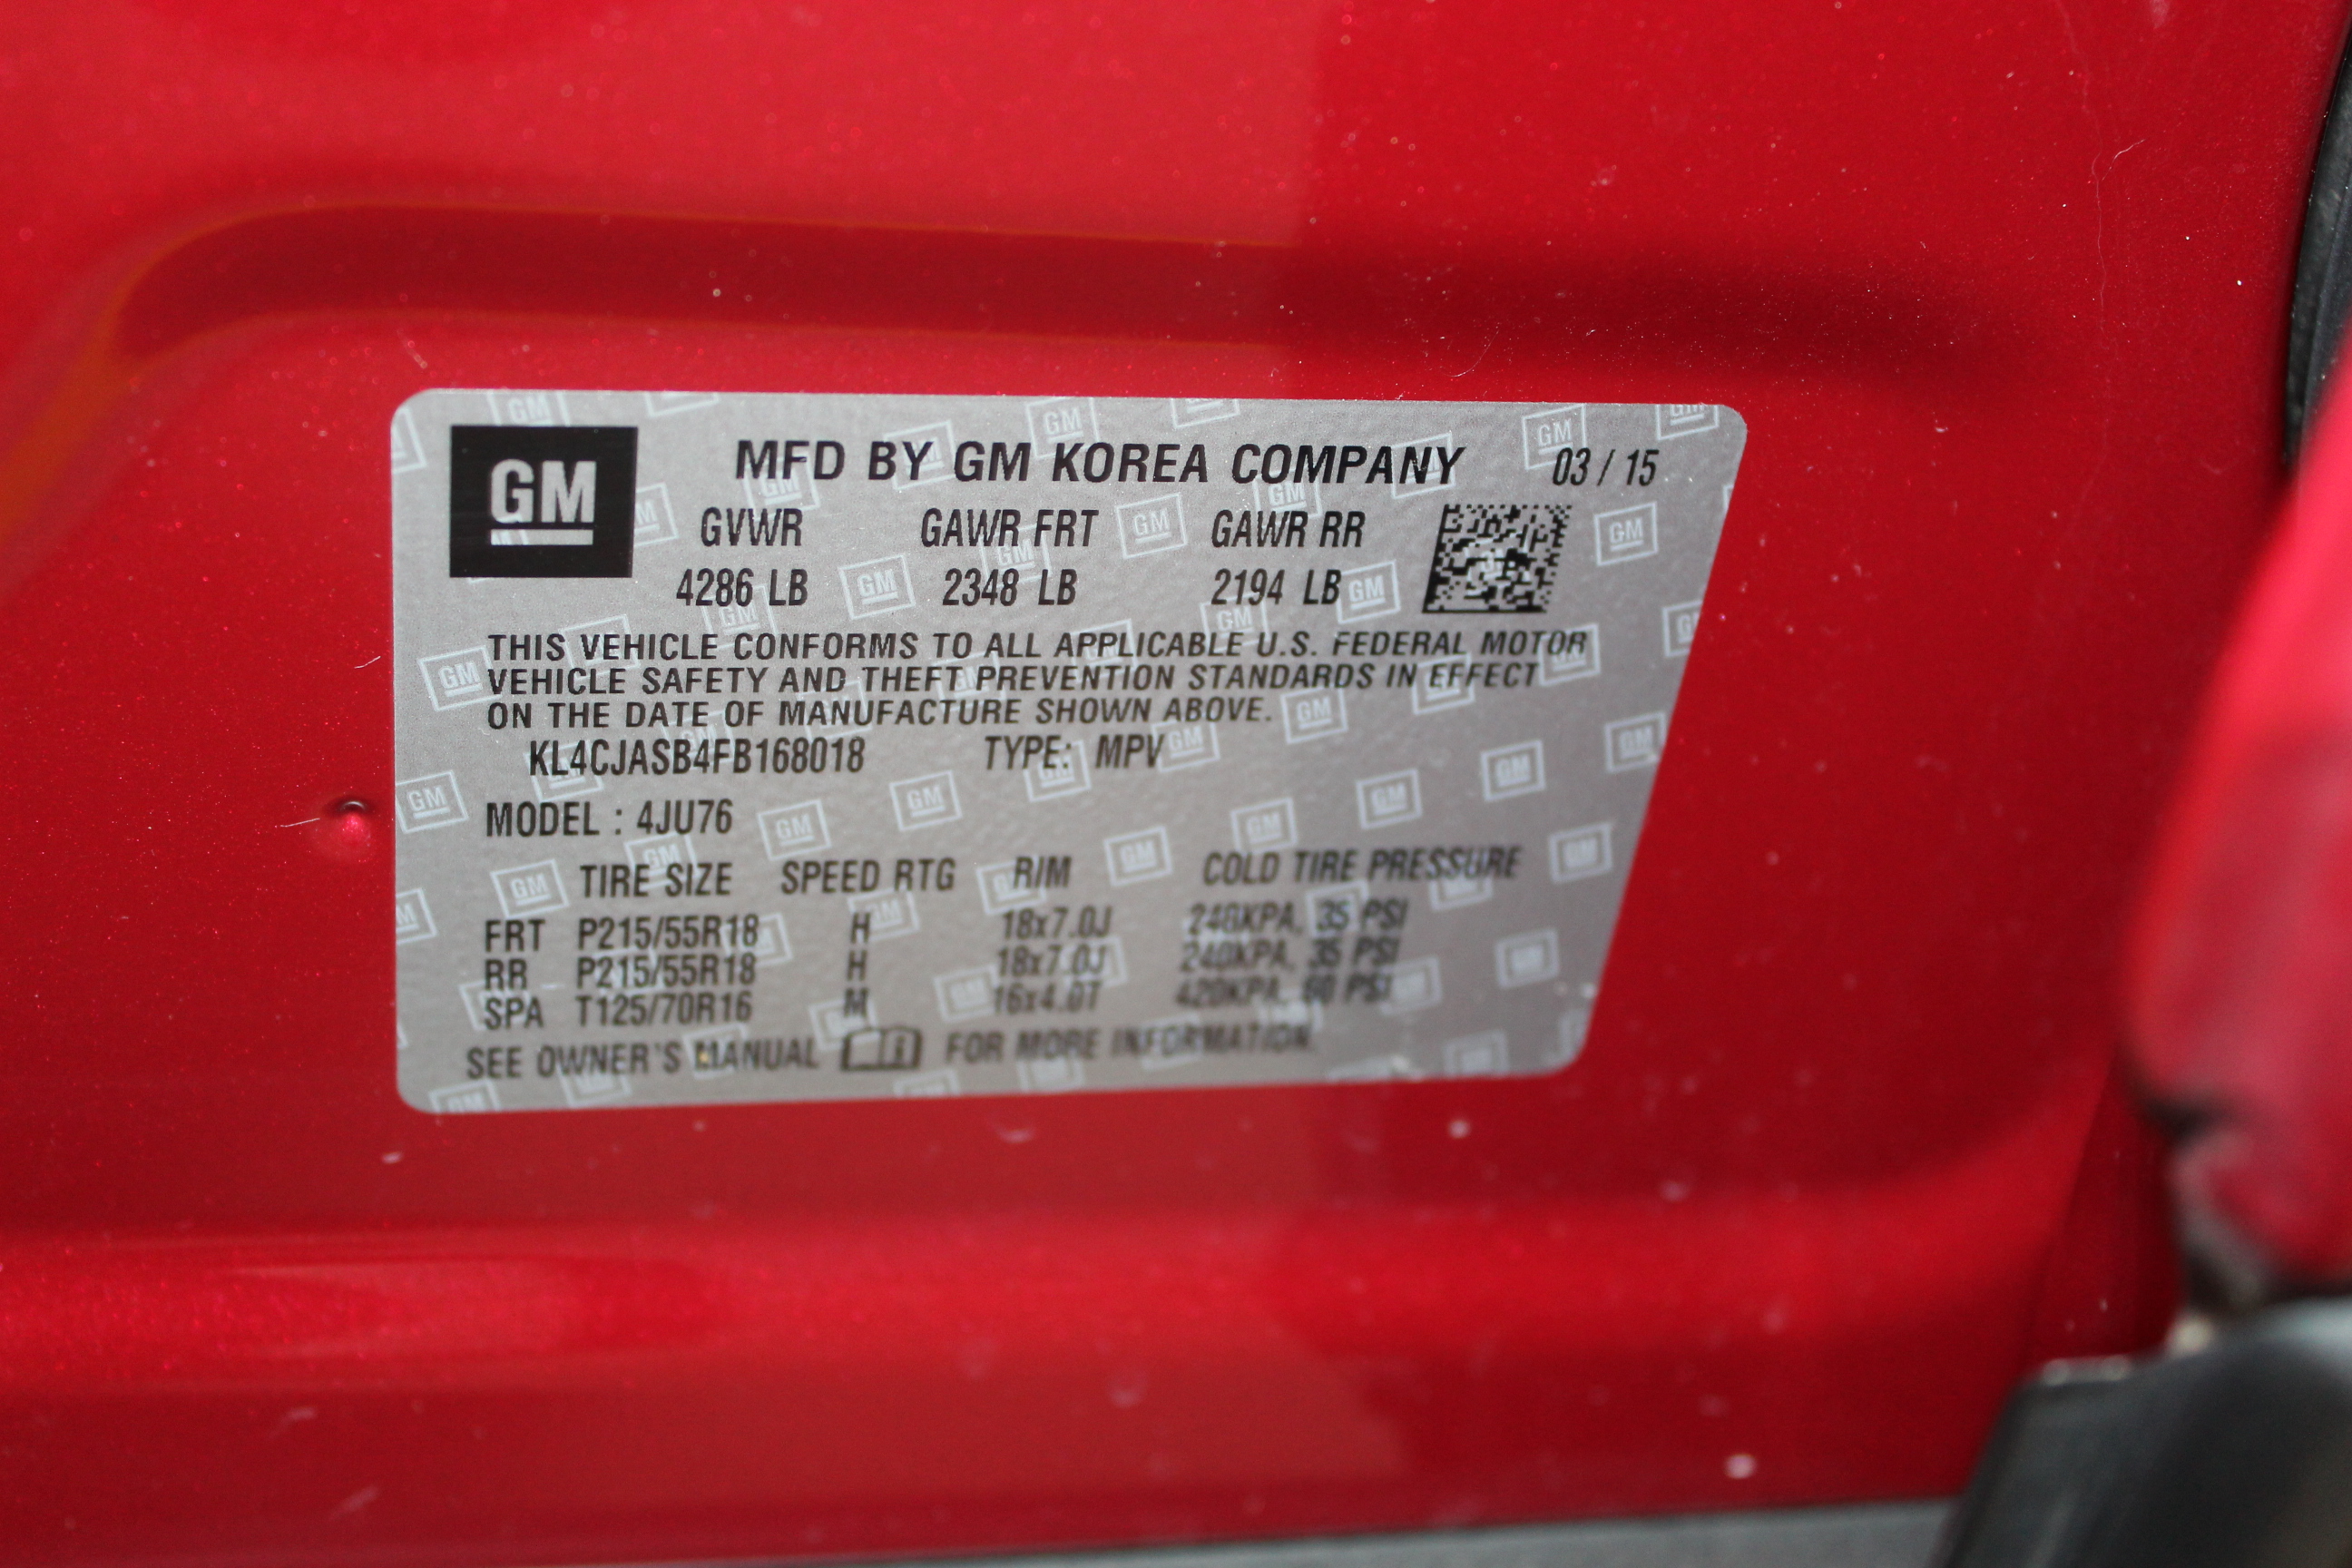 GM
MFD BY GM KOREA COMPANY 03 / 15
GVWR GAWR FRT GAWR RR
4286 LB 2348 LB 2194 LB
THIS VEHICLE CONFORMS TO ALL APPLICABLE U.S. FEDERAL MOTOR
VEHICLE SAFETY AND THEFT PREVENTION STANDARDS IN EFFECT
ON THE DATE OF MANUFACTURE SHOWN ABOVE.
KL4CJASB4FB168018 TYPE: MPV
MODEL : 4JU76
TIRE SIZE SPEED RTG RIM COLD TIRE PRESSURE
FRT P215/55R18 H 18x7.0J 240KPA, 35 PSI
RR P215/55R18 H 18x7.0J 240KPA, 35 PSI
SPA T125/70R16 M 16x4.0T 420KPA, 60 PSI
SEE OWNER'S MANUAL FOR MORE INFORMATION.